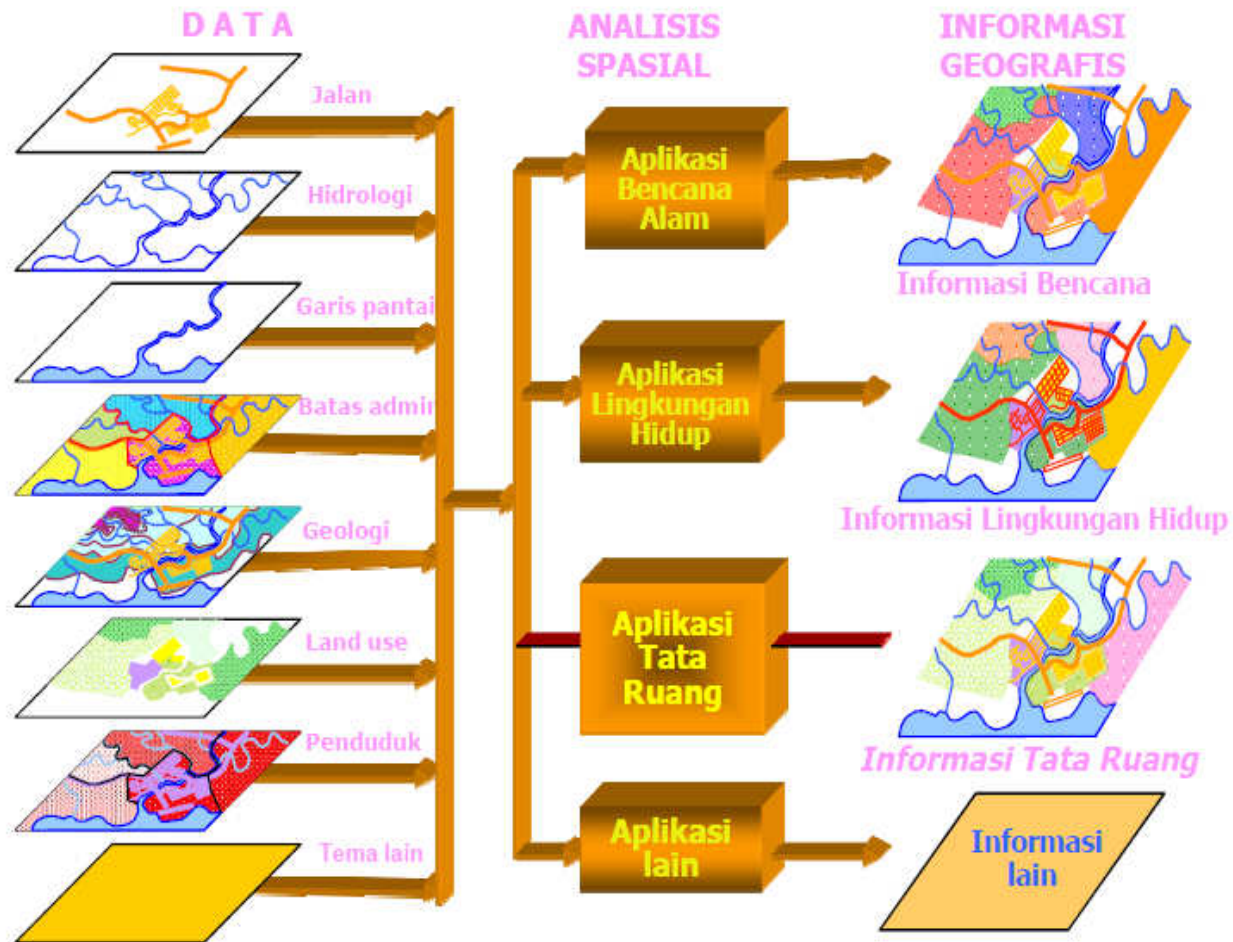 D A T A
Jalan
Hidrologi
Garis pantai
Batas admin
Geologi
Land use
Penduduk
Tema lain
ANALISIS
SPASIAL
Aplikasi
Bencana
Alam
Aplikasi
Lingkungan
Hidup
Aplikasi
Tata
Ruang
Aplikasi
lain
INFORMASI
GEOGRAFIS
Informasi Bencana
Informasi Lingkungan Hidup
Informasi Tata Ruang
Informasi
lain